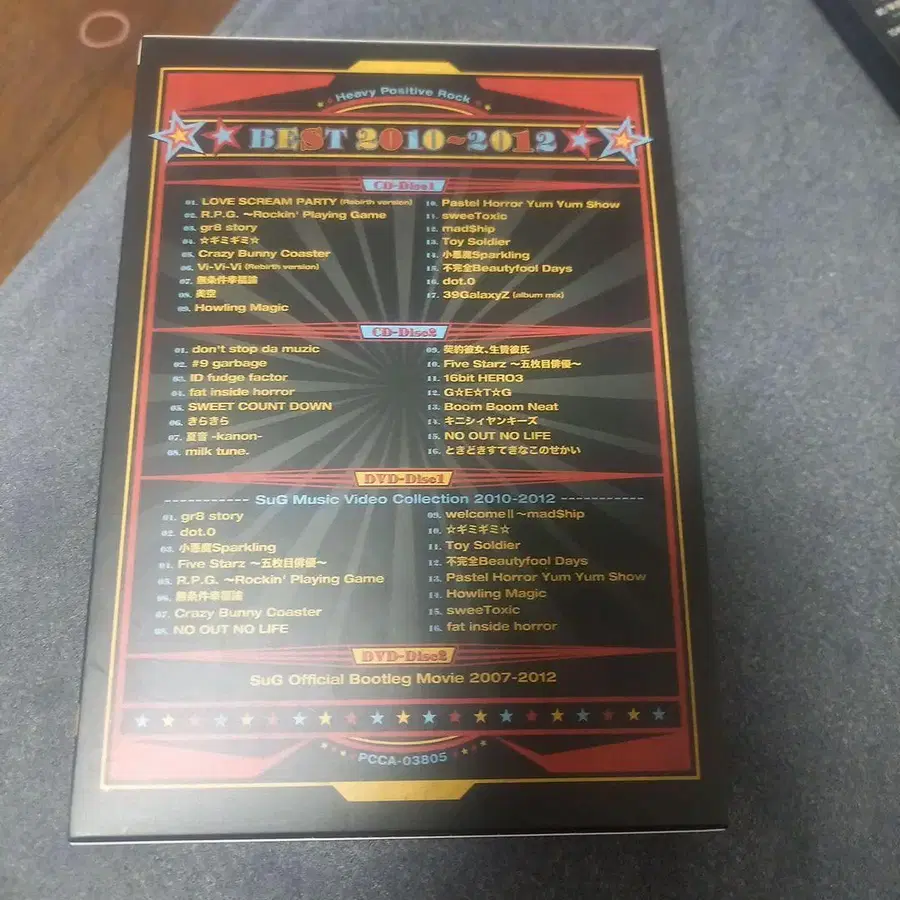 Heavy Positive Rock
BEST 2010~2012
CD-Disc1
01. LOVE SCREAM PARTY (Rebirth version)
02. R.P.G. ~Rockin' Playing Game
03. gr8 story
04. ☆ギミギミ☆
05. Crazy Bunny Coaster
06. Vi-Vi-Vi (Rebirth version)
07. 無条件幸福論
08. 美空
09. Howling Magic
10. Pastel Horror Yum Yum Show
11. sweeToxic
12. mad$hip
13. Toy Soldier
14. 小悪魔Sparkling
15. 不完全Beautyfool Days
16. dot.0
17. 39GalaxyZ (album mix)
CD-Disc2
01. don't stop da muzic
02. #9 garbage
03. ID fudge factor
04. fat inside horror
05. SWEET COUNT DOWN
06. きらきら
07. 夏音 -kanon-
08. milk tune.
09. 契約彼女、生贄彼氏
10. Five Starz ~五枚目俳優~
11. 16bit HERO3
12. G☆E☆T☆G
13. Boom Boom Neat
14. キニシィヤンキーズ
15. NO OUT NO LIFE
16. ときどきすてきなこのせかい
DVD-Disc1
SuG Music Video Collection 2010-2012
01. gr8 story
02. dot.0
03. 小悪魔Sparkling
04. Five Starz ~五枚目俳優~
05. R.P.G. ~Rockin' Playing Game
06. 無条件幸福論
07. Crazy Bunny Coaster
08. NO OUT NO LIFE
09. welcome!!~mad$hip
10. ☆ギミギミ☆
11. Toy Soldier
12. 不完全Beautyfool Days
13. Pastel Horror Yum Yum Show
14. Howling Magic
15. sweeToxic
16. fat inside horror
DVD-Disc2
SuG Official Bootleg Movie 2007-2012
PCCA-03805